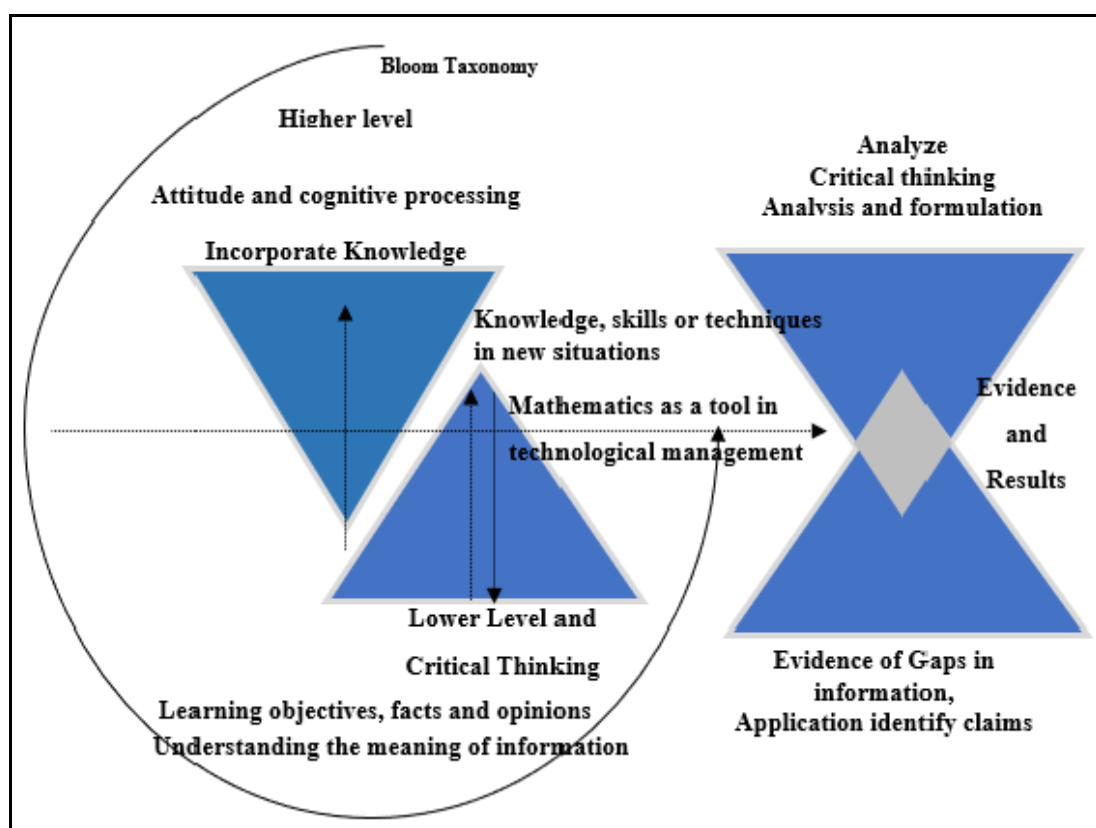 Bloom Taxonomy
Higher level
Attitude and cognitive processing
Incorporate Knowledge
Knowledge, skills or techniques
in new situations
Mathematics as a tool in
technological management
Lower Level and
Critical Thinking
Learning objectives, facts and opinions
Understanding the meaning of information
Analyze
Critical thinking
Analysis and formulation
Evidence
and
Results
Evidence of Gaps in
information,
Application identify claims